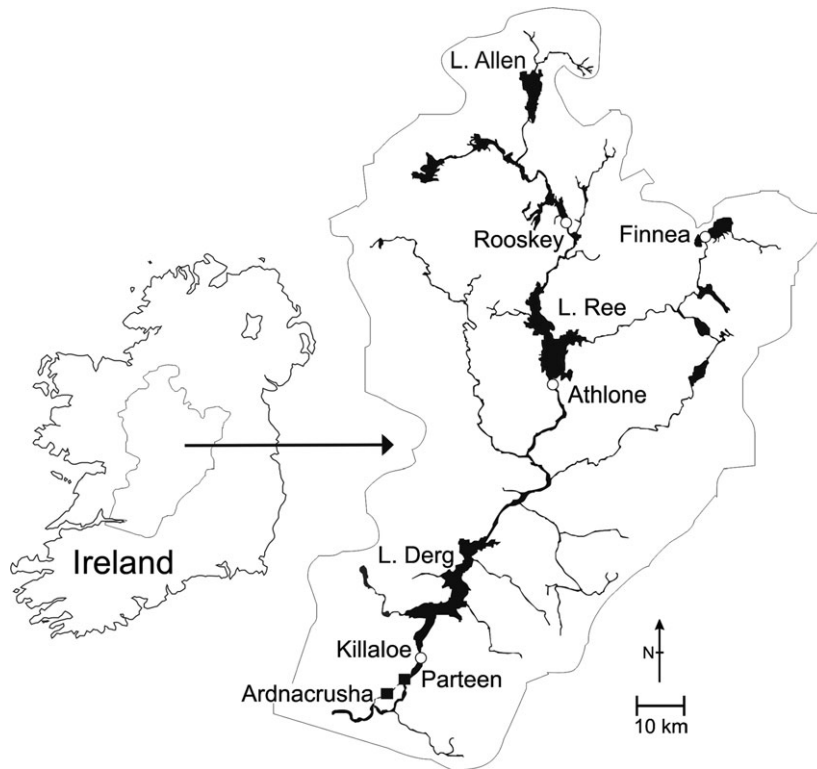 L. Allen
Rooskey
Finnea
L. Ree
Athlone
Ireland
L. Derg
Killaloe
Parteen
Ardnacrusha
N
10 km